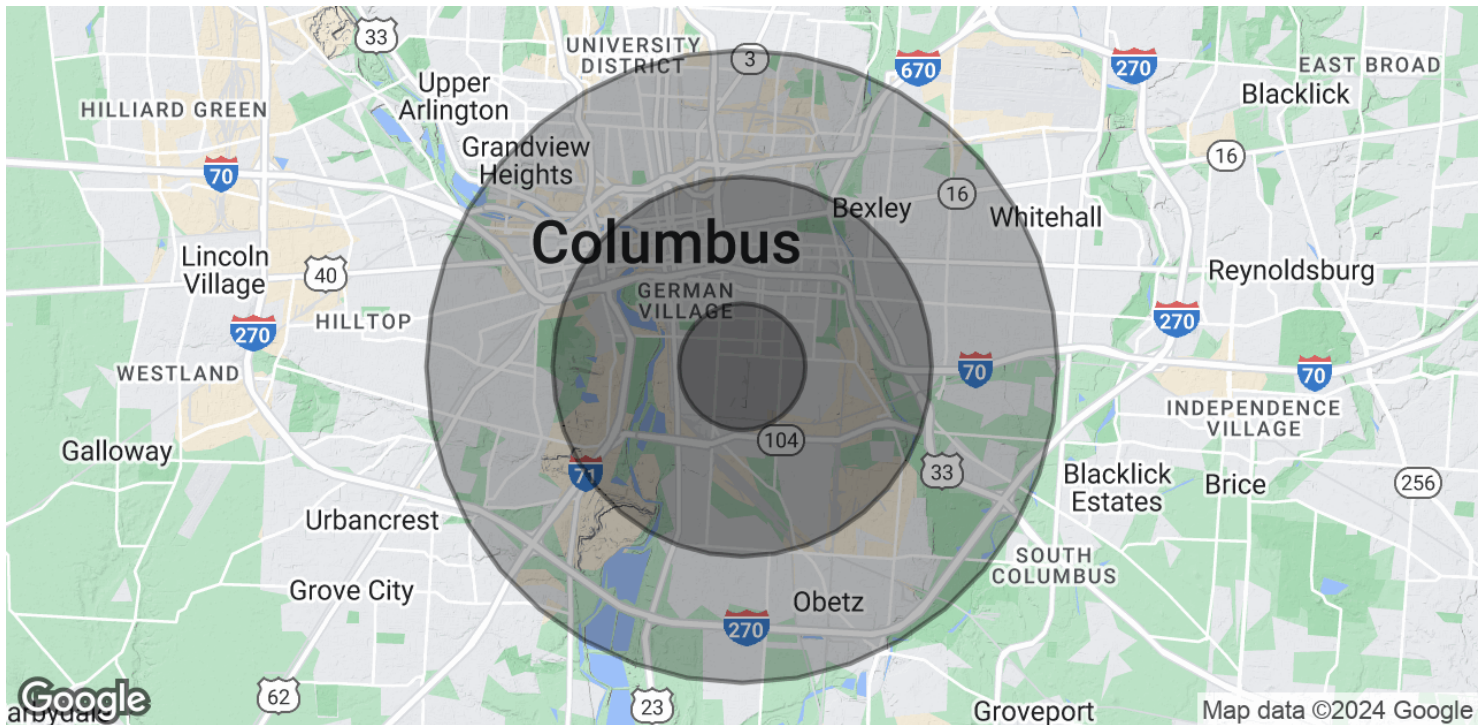 33
UNIVERSITY
DISTRICT
3
670
270
EAST BROAD
Upper
Arlington
Blacklick
HILLIARD GREEN
Grandview
Heights
16
70
16
Bexley
Whitehall
Columbus
Lincoln
Village
40
Reynoldsburg
GERMAN
VILLAGE
HILLTOP
270
270
WESTLAND
70
70
INDEPENDENCE
VILLAGE
104
Galloway
71
33
Blacklick
Estates
Brice
256
Urbancrest
SOUTH
COLUMBUS
Grove City
Obetz
270
62
23
Google
Groveport
Map data ©2024 Google